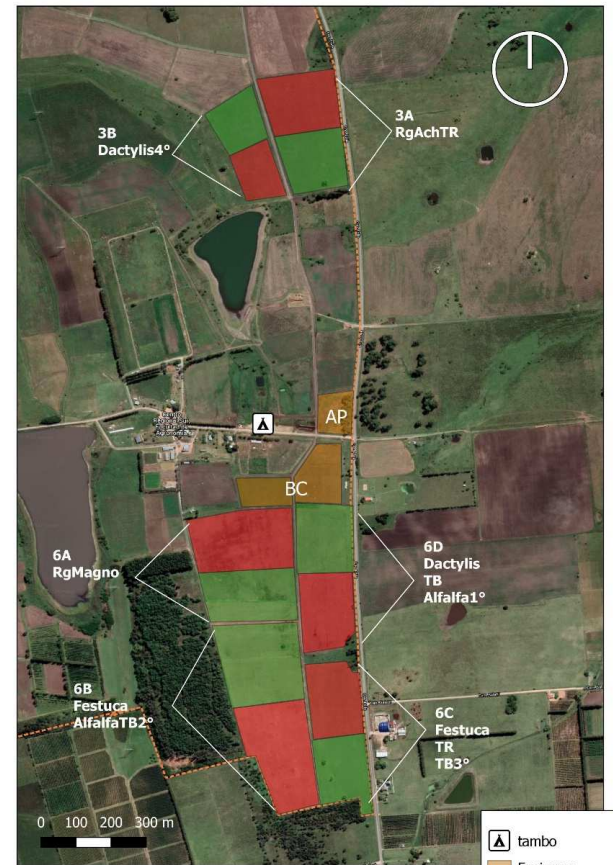 3B
Dactylis4°
3A
RgAchTR
AP
BC
6A
RgMagno
6D
Dactylis
TB
Alfalfa1°
6B
Festuca
AlfalfaTB2°
6C
Festuca
TR
TB3°
0 100 200 300 m
tambo